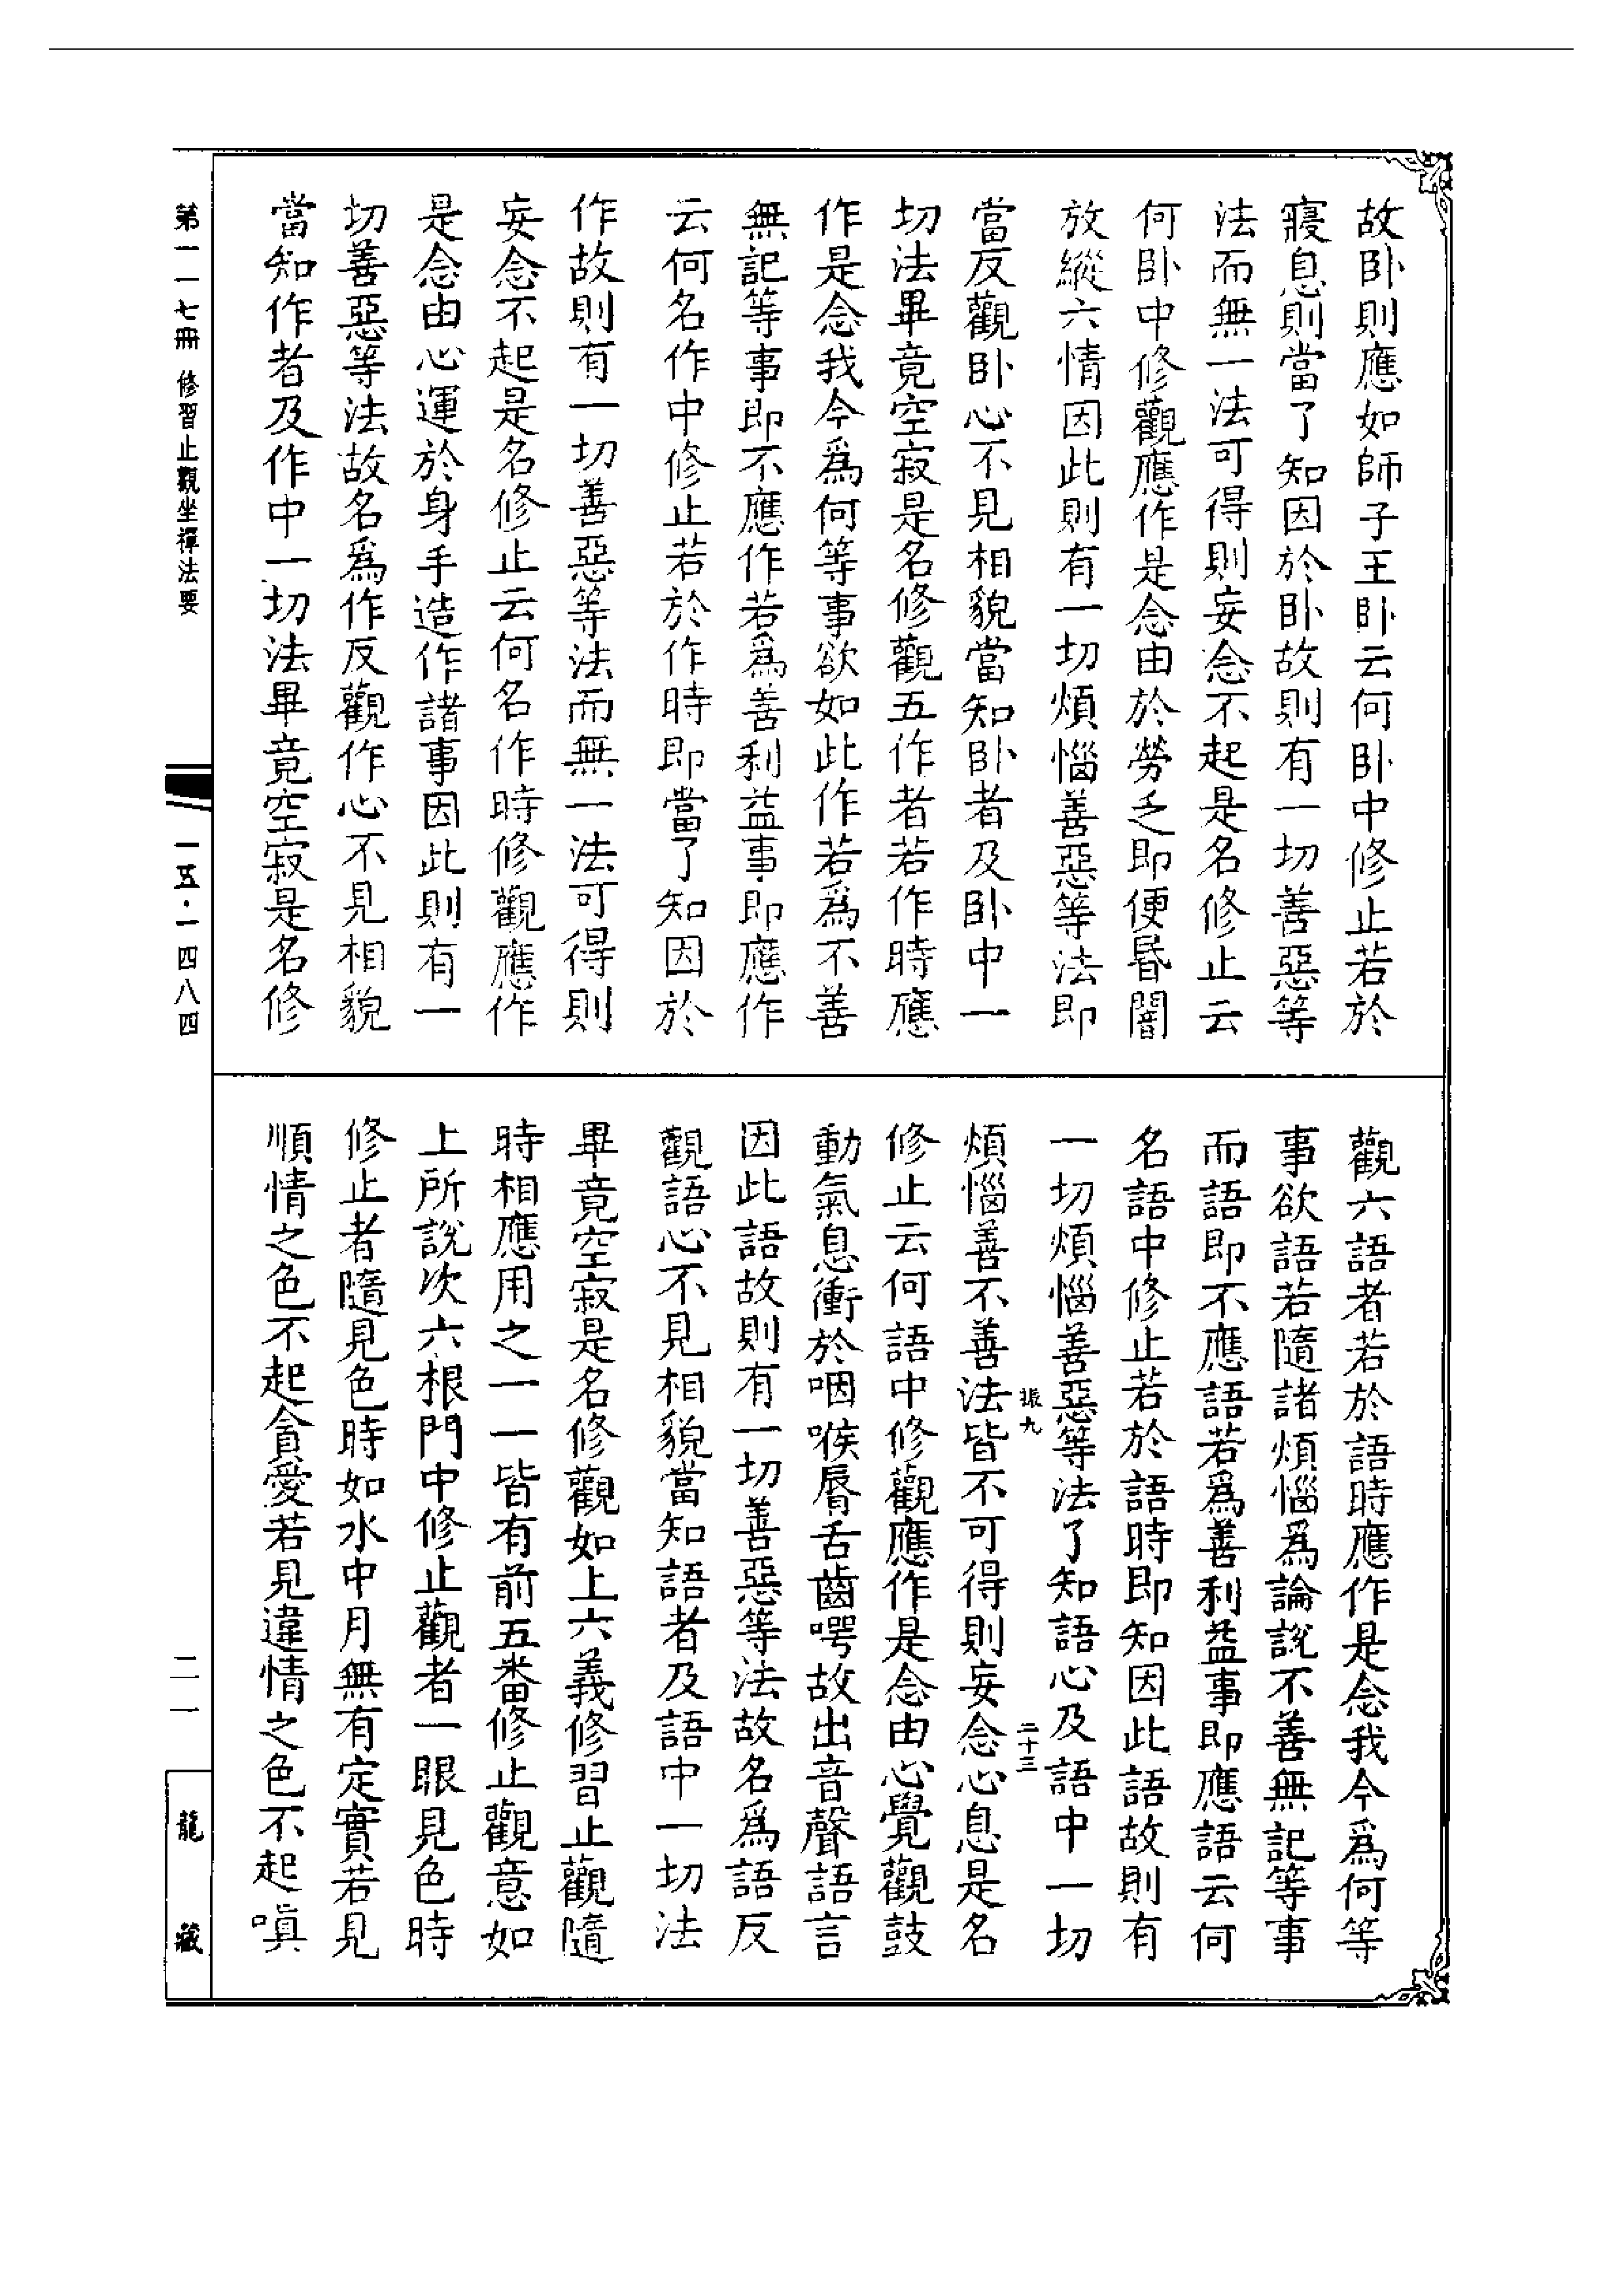 故卧則應如師子王卧云何卧中修止若於
寢息則當了知因於卧故則有一切善惡等
法而無一法可得則妄念不起是名修止云
何卧中修觀應作是念由於勞乏即便昏闇
放縱六情因此則有一切煩惱善惡等法即
當反觀卧心不見相貌當知卧者及卧中一
切法畢竟空寂是名修觀五作者若作時應
作是念我今爲何等事欲如此作若爲不善
無記等事即不應作若爲善利益事即應作
云何名作中修止若於作時即當了知因於
作故則有一切善惡等法而無一法可得則
妄念不起是名修止云何名作時修觀應作
是念由心運於身手造作諸事因此則有一
切善惡等法故名爲作反觀作心不見相貌
當知作者及作中一切法畢竟空寂是名修
觀六語者若於語時應作是念我今爲何等
事欲語若隨諸煩惱爲論說不善無記等事
而語即不應語若爲善利益事即應語云何
名語中修止若於語時即知因此語故則有
一切煩惱善惡等法了知語心及語中一切
振九 二十三
煩惱善不善法皆不可得則妄念心息是名
修止云何語中修觀應作是念由心覺觀鼓
動氣息衝於咽喉脣舌齒㗁故出音聲語言
因此語故則有一切善惡等法故名爲語反
觀語心不見相貌當知語者及語中一切法
畢竟空寂是名修觀如上六義修習止觀隨
時相應用之一一皆有前五番修止觀意如
上所說次六根門中修止觀者一眼見色時
修止者隨見色時如水中月無有定實若見
順情之色不起貪愛若見違情之色不起嗔
第一一七冊 修習止觀坐禪法要
一五·一四八四
二一
龍藏